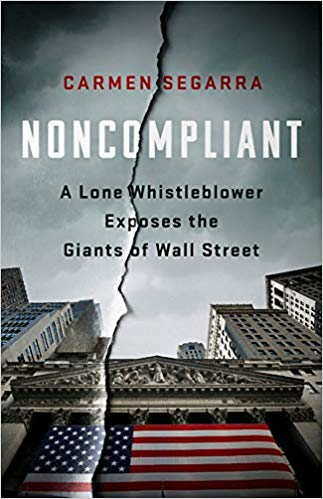 CARMEN SEGARRA
NONCOMPLIANT
A Lone Whistleblower
Exposes the
Giants of Wall Street